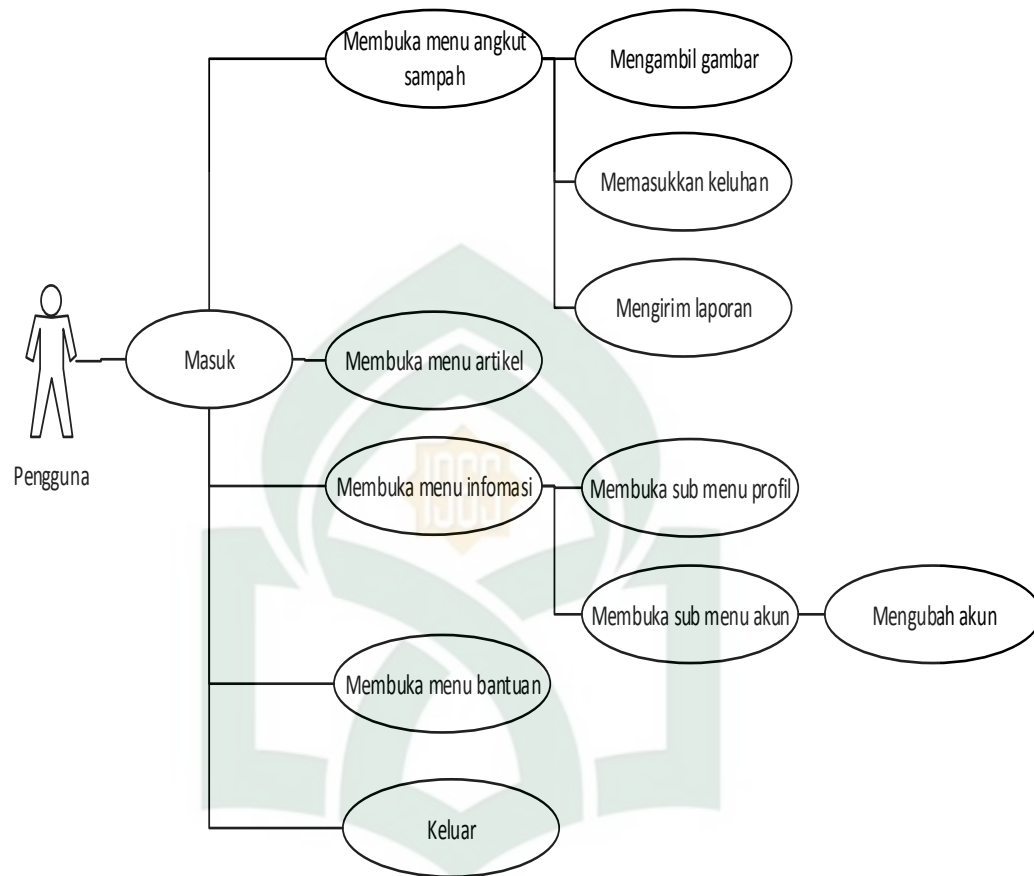 Membuka menu angkut
sampah
Mengambil gambar
Memasukkan keluhan
Mengirim laporan
Masuk
Membuka menu artikel
Pengguna
Membuka menu infomasi
Membuka sub menu profil
Membuka sub menu akun
Mengubah akun
Membuka menu bantuan
Keluar
1995